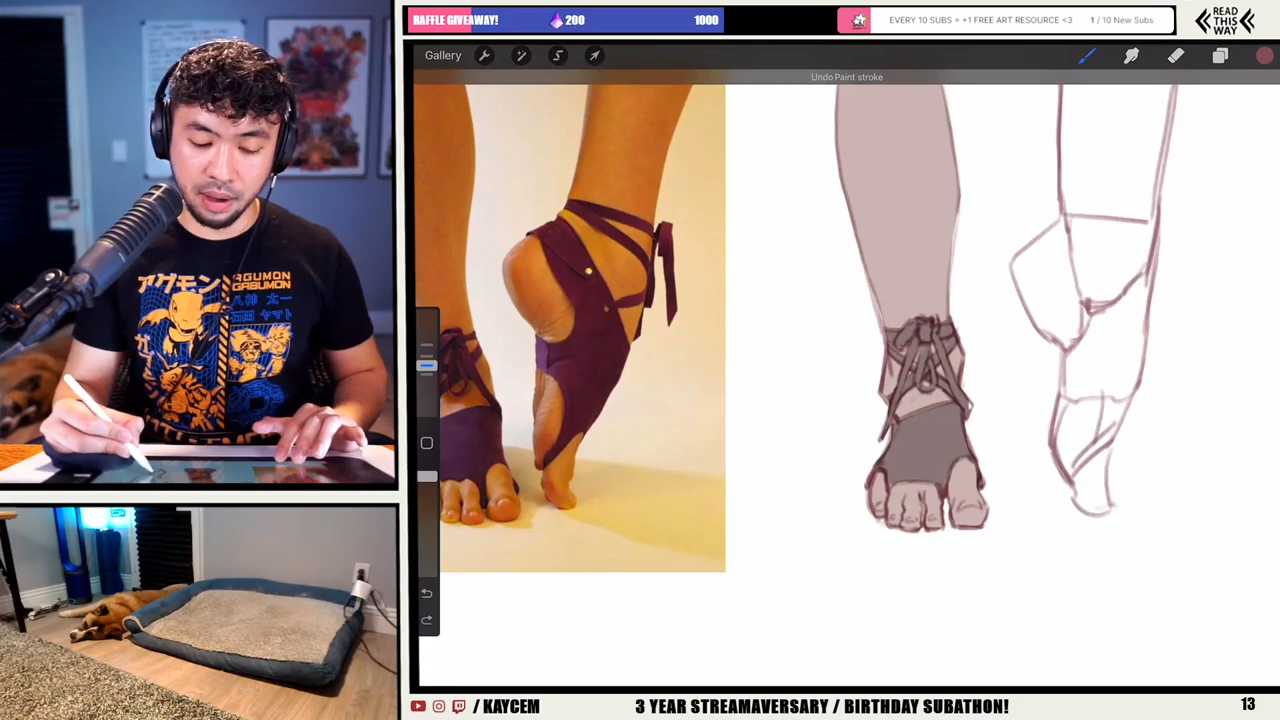 RAFFLE GIVEAWAY! 200 1000
EVERY 10 SUBS = +1 FREE ART RESOURCE <3 1 / 10 New Subs
READ
THIS
WAY
Gallery
Undo Paint stroke
アグモン
AGUMON
GABUMON
/ KAYCEM
3 YEAR STREAMAVERSARY / BIRTHDAY SUBATHON!
13